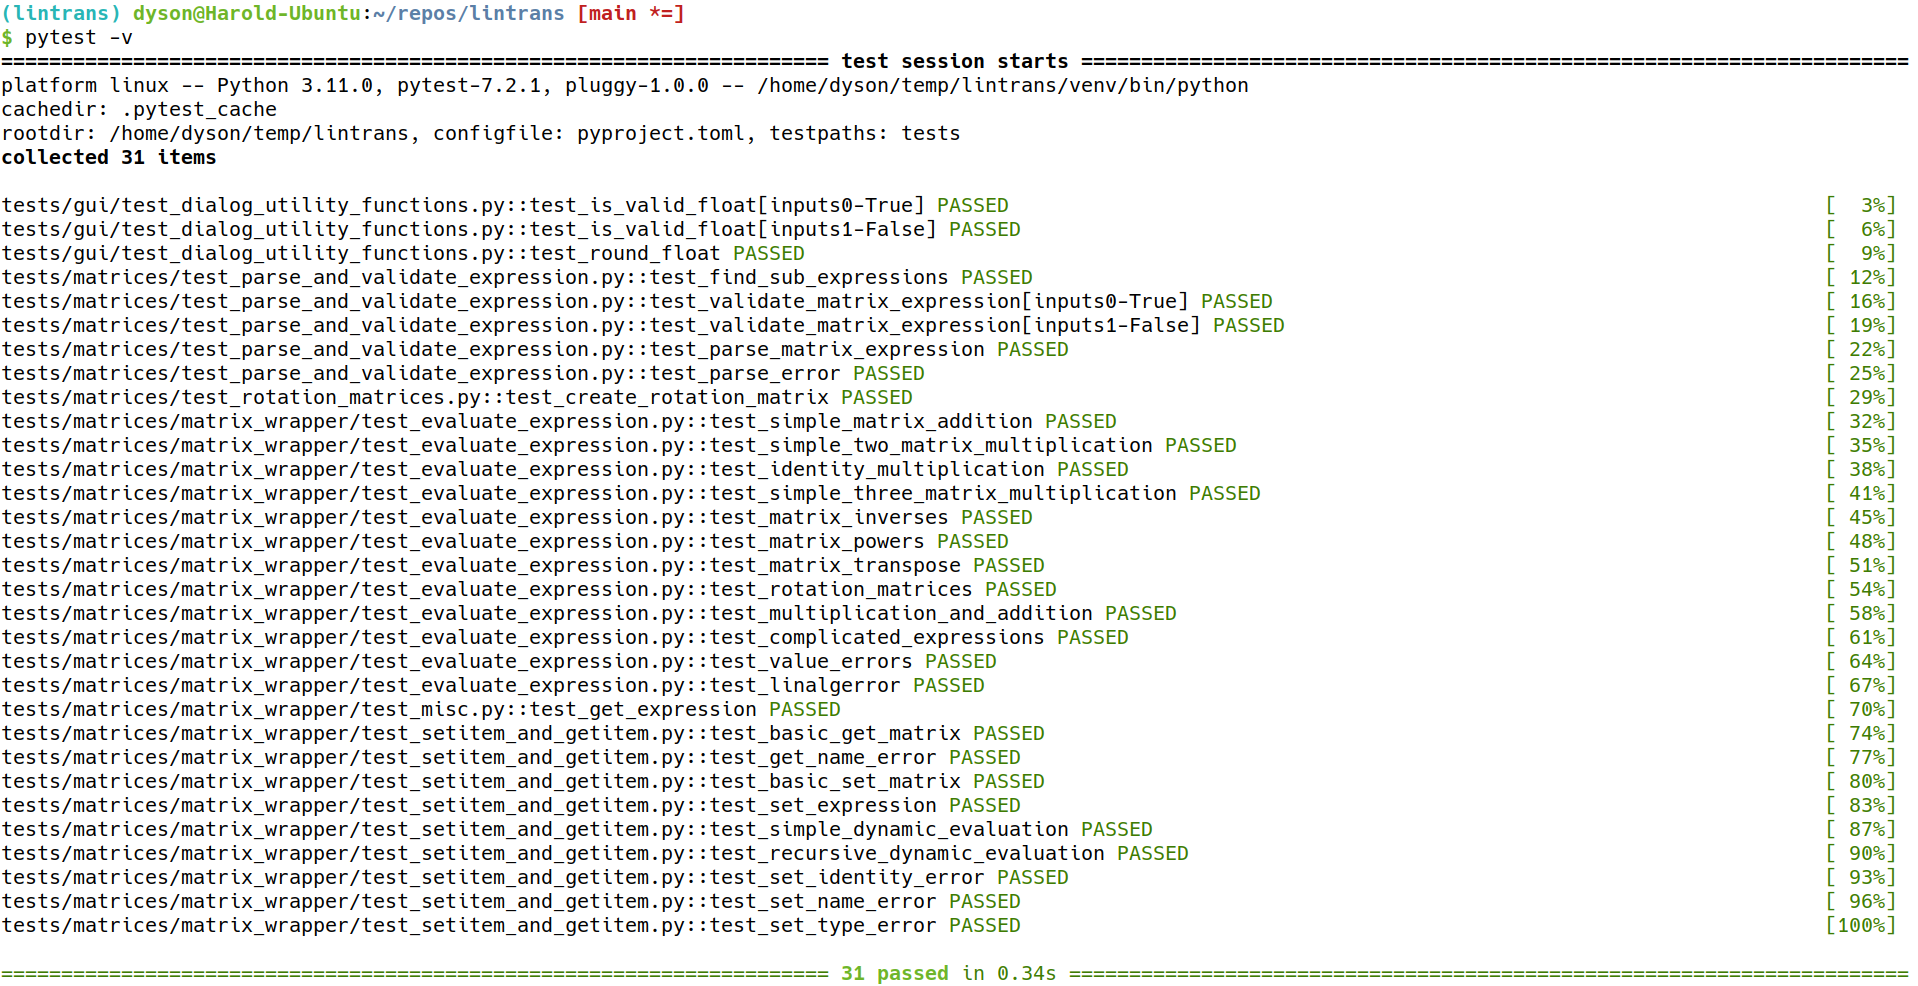 (lintrans) dyson@Harold-Ubuntu:~/repos/lintrans [main *=]
$ pytest -v
===================================================================== test session starts =====================================================================
platform linux -- Python 3.11.0, pytest-7.2.1, pluggy-1.0.0 -- /home/dyson/temp/lintrans/venv/bin/python
cachedir: .pytest_cache
rootdir: /home/dyson/temp/lintrans, configfile: pyproject.toml, testpaths: tests
collected 31 items

tests/gui/test_dialog_utility_functions.py::test_is_valid_float[inputs0-True] PASSED [  3%]
tests/gui/test_dialog_utility_functions.py::test_is_valid_float[inputs1-False] PASSED [  6%]
tests/gui/test_dialog_utility_functions.py::test_round_float PASSED [  9%]
tests/matrices/test_parse_and_validate_expression.py::test_find_sub_expressions PASSED [ 12%]
tests/matrices/test_parse_and_validate_expression.py::test_validate_matrix_expression[inputs0-True] PASSED [ 16%]
tests/matrices/test_parse_and_validate_expression.py::test_validate_matrix_expression[inputs1-False] PASSED [ 19%]
tests/matrices/test_parse_and_validate_expression.py::test_parse_matrix_expression PASSED [ 22%]
tests/matrices/test_parse_and_validate_expression.py::test_parse_error PASSED [ 25%]
tests/matrices/test_rotation_matrices.py::test_create_rotation_matrix PASSED [ 29%]
tests/matrices/matrix_wrapper/test_evaluate_expression.py::test_simple_matrix_addition PASSED [ 32%]
tests/matrices/matrix_wrapper/test_evaluate_expression.py::test_simple_two_matrix_multiplication PASSED [ 35%]
tests/matrices/matrix_wrapper/test_evaluate_expression.py::test_identity_multiplication PASSED [ 38%]
tests/matrices/matrix_wrapper/test_evaluate_expression.py::test_simple_three_matrix_multiplication PASSED [ 41%]
tests/matrices/matrix_wrapper/test_evaluate_expression.py::test_matrix_inverses PASSED [ 45%]
tests/matrices/matrix_wrapper/test_evaluate_expression.py::test_matrix_powers PASSED [ 48%]
tests/matrices/matrix_wrapper/test_evaluate_expression.py::test_matrix_transpose PASSED [ 51%]
tests/matrices/matrix_wrapper/test_evaluate_expression.py::test_rotation_matrices PASSED [ 54%]
tests/matrices/matrix_wrapper/test_evaluate_expression.py::test_multiplication_and_addition PASSED [ 58%]
tests/matrices/matrix_wrapper/test_evaluate_expression.py::test_complicated_expressions PASSED [ 61%]
tests/matrices/matrix_wrapper/test_evaluate_expression.py::test_value_errors PASSED [ 64%]
tests/matrices/matrix_wrapper/test_evaluate_expression.py::test_linalgerror PASSED [ 67%]
tests/matrices/matrix_wrapper/test_misc.py::test_get_expression PASSED [ 70%]
tests/matrices/matrix_wrapper/test_setitem_and_getitem.py::test_basic_get_matrix PASSED [ 74%]
tests/matrices/matrix_wrapper/test_setitem_and_getitem.py::test_get_name_error PASSED [ 77%]
tests/matrices/matrix_wrapper/test_setitem_and_getitem.py::test_basic_set_matrix PASSED [ 80%]
tests/matrices/matrix_wrapper/test_setitem_and_getitem.py::test_set_expression PASSED [ 83%]
tests/matrices/matrix_wrapper/test_setitem_and_getitem.py::test_simple_dynamic_evaluation PASSED [ 87%]
tests/matrices/matrix_wrapper/test_setitem_and_getitem.py::test_recursive_dynamic_evaluation PASSED [ 90%]
tests/matrices/matrix_wrapper/test_setitem_and_getitem.py::test_set_identity_error PASSED [ 93%]
tests/matrices/matrix_wrapper/test_setitem_and_getitem.py::test_set_name_error PASSED [ 96%]
tests/matrices/matrix_wrapper/test_setitem_and_getitem.py::test_set_type_error PASSED [100%]

===================================================================== 31 passed in 0.34s ======================================================================